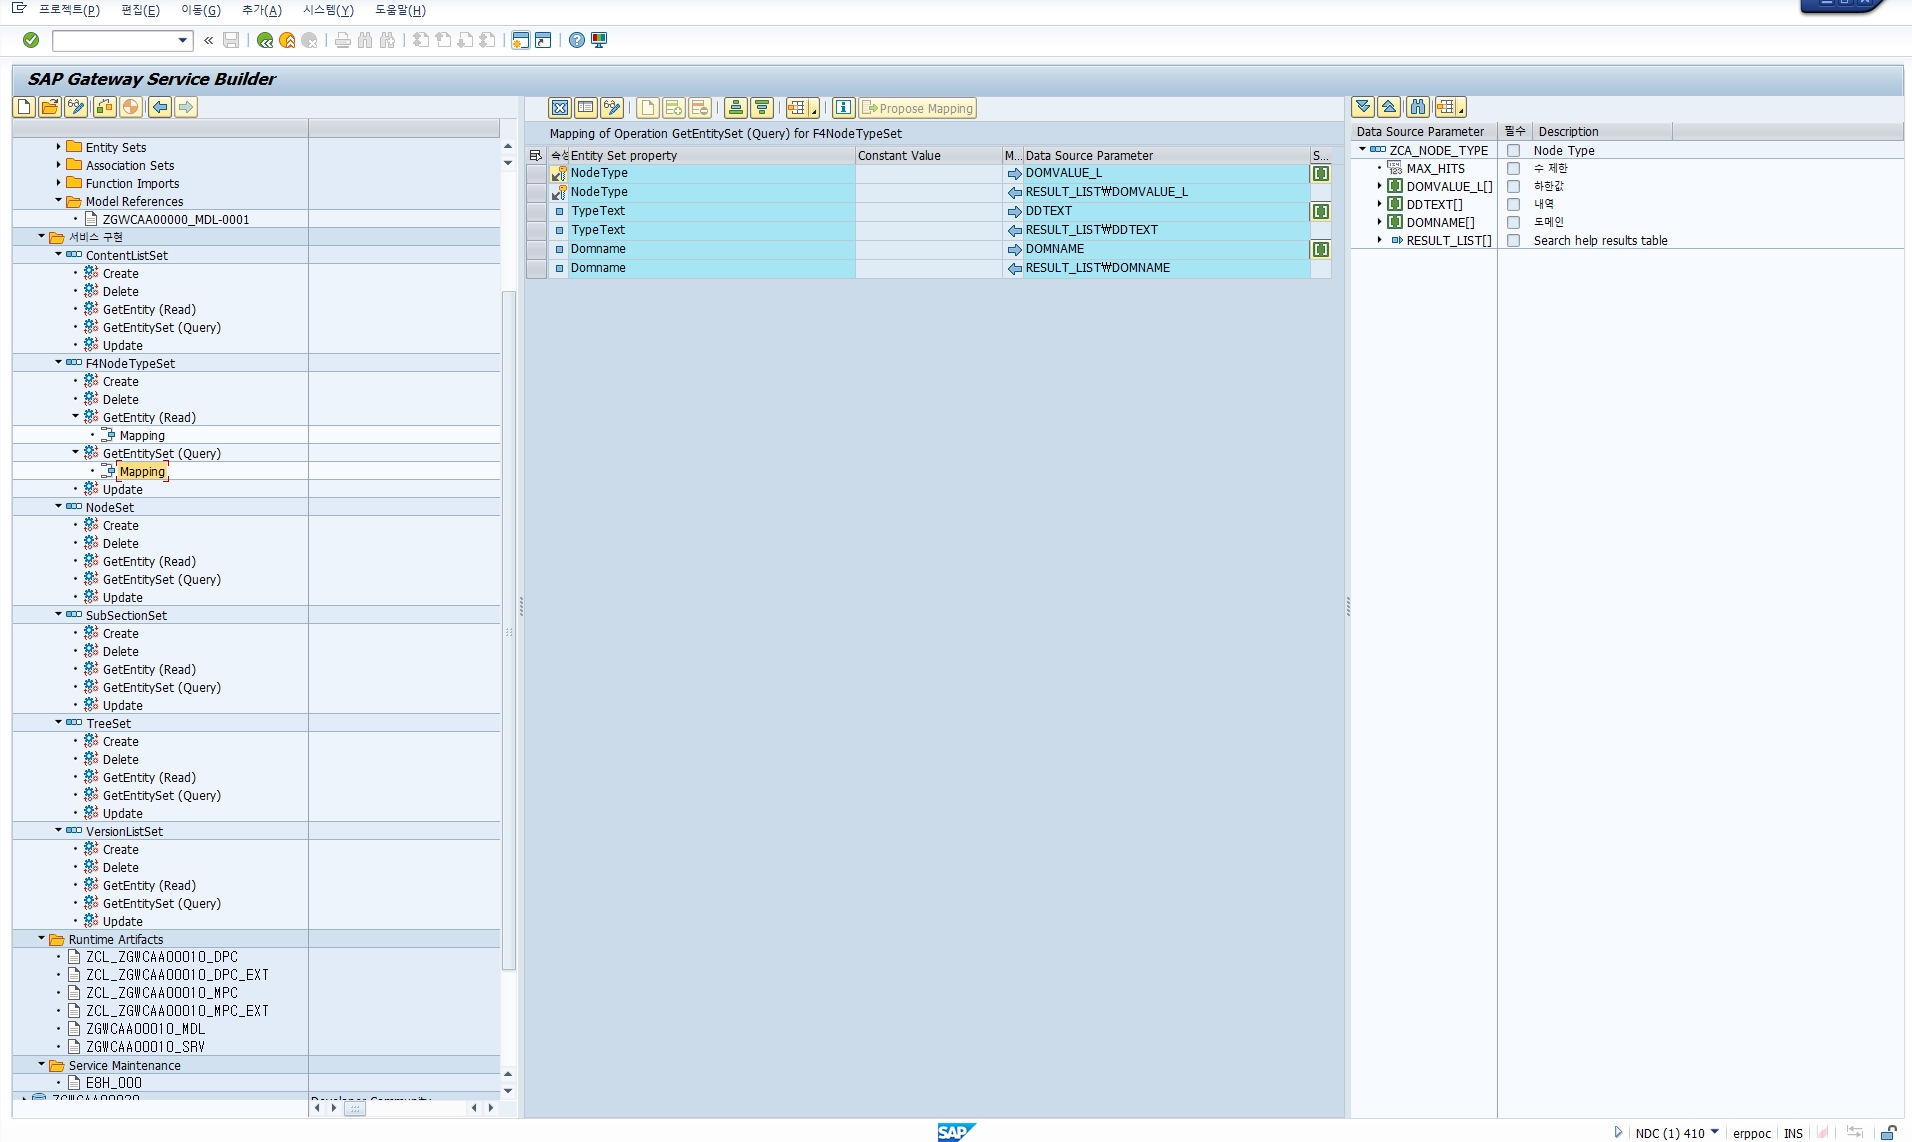 프로젝트(P) 편집(E) 이동(G) 추가(A) 시스템(Y) 도움말(H)
SAP Gateway Service Builder
Entity Sets
Association Sets
Function Imports
Model References
ZGWCAA00000_MDL-0001
서비스 구현
ContentListSet
Create
Delete
GetEntity (Read)
GetEntitySet (Query)
Update
F4NodeTypeSet
Create
Delete
GetEntity (Read)
Mapping
GetEntitySet (Query)
Mapping
Update
NodeSet
Create
Delete
GetEntity (Read)
GetEntitySet (Query)
Update
SubSectionSet
Create
Delete
GetEntity (Read)
GetEntitySet (Query)
Update
TreeSet
Create
Delete
GetEntity (Read)
GetEntitySet (Query)
Update
VersionListSet
Create
Delete
GetEntity (Read)
GetEntitySet (Query)
Update
Runtime Artifacts
ZCL_ZGWCAA00010_DPC
ZCL_ZGWCAA00010_DPC_EXT
ZCL_ZGWCAA00010_MPC
ZCL_ZGWCAA00010_MPC_EXT
ZGWCAA00010_MDL
ZGWCAA00010_SRV
Service Maintenance
E8H_000
Propose Mapping
Mapping of Operation GetEntitySet (Query) for F4NodeTypeSet
속성 Entity Set property Constant Value M... Data Source Parameter S...
NodeType DOMVALUE_L
NodeType RESULT_LIST₩DOMVALUE_L
TypeText DDTEXT
TypeText RESULT_LIST₩DDTEXT
Domname DOMNAME
Domname RESULT_LIST₩DOMNAME
Data Source Parameter 필수 Description
ZCA_NODE_TYPE Node Type
MAX_HITS 수 제한
DOMVALUE_L[] 하한값
DDTEXT[] 내역
DOMNAME[] 도메인
RESULT_LIST[] Search help results table
SAP
NDC (1) 410 erppoc INS